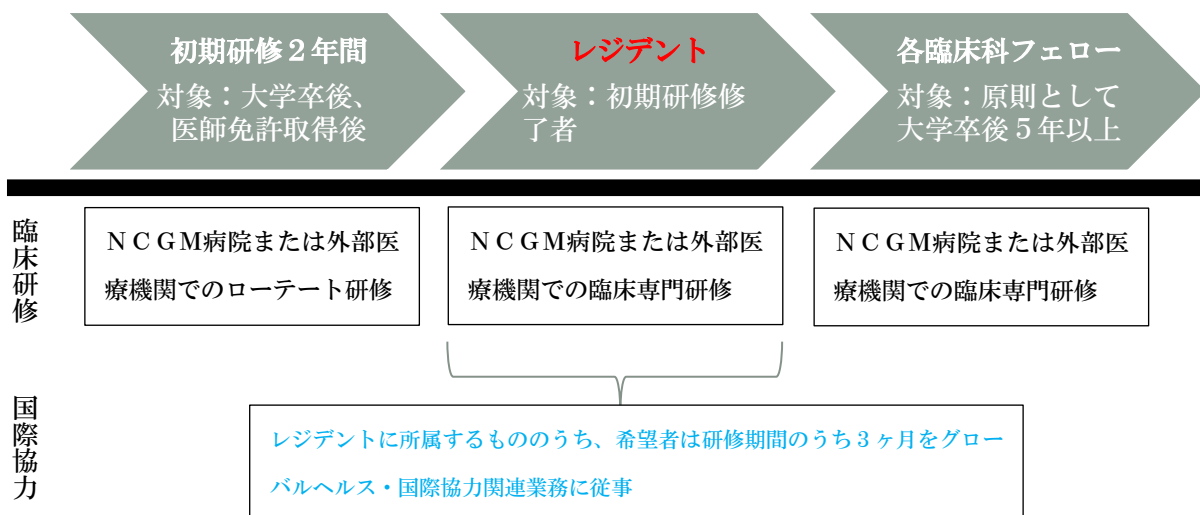 初期研修２年間
対象：大学卒後、
医師免許取得後
レジデント
対象：初期研修修
了者
各臨床科フェロー
対象：原則として
大学卒後５年以上
臨床研修
ＮＣＧＭ病院または外部医
療機関でのローテート研修
ＮＣＧＭ病院または外部医
療機関での臨床専門研修
ＮＣＧＭ病院または外部医
療機関での臨床専門研修
国際協力
レジデントに所属するもののうち、希望者は研修期間のうち３ヶ月をグロー
バルヘルス・国際協力関連業務に従事